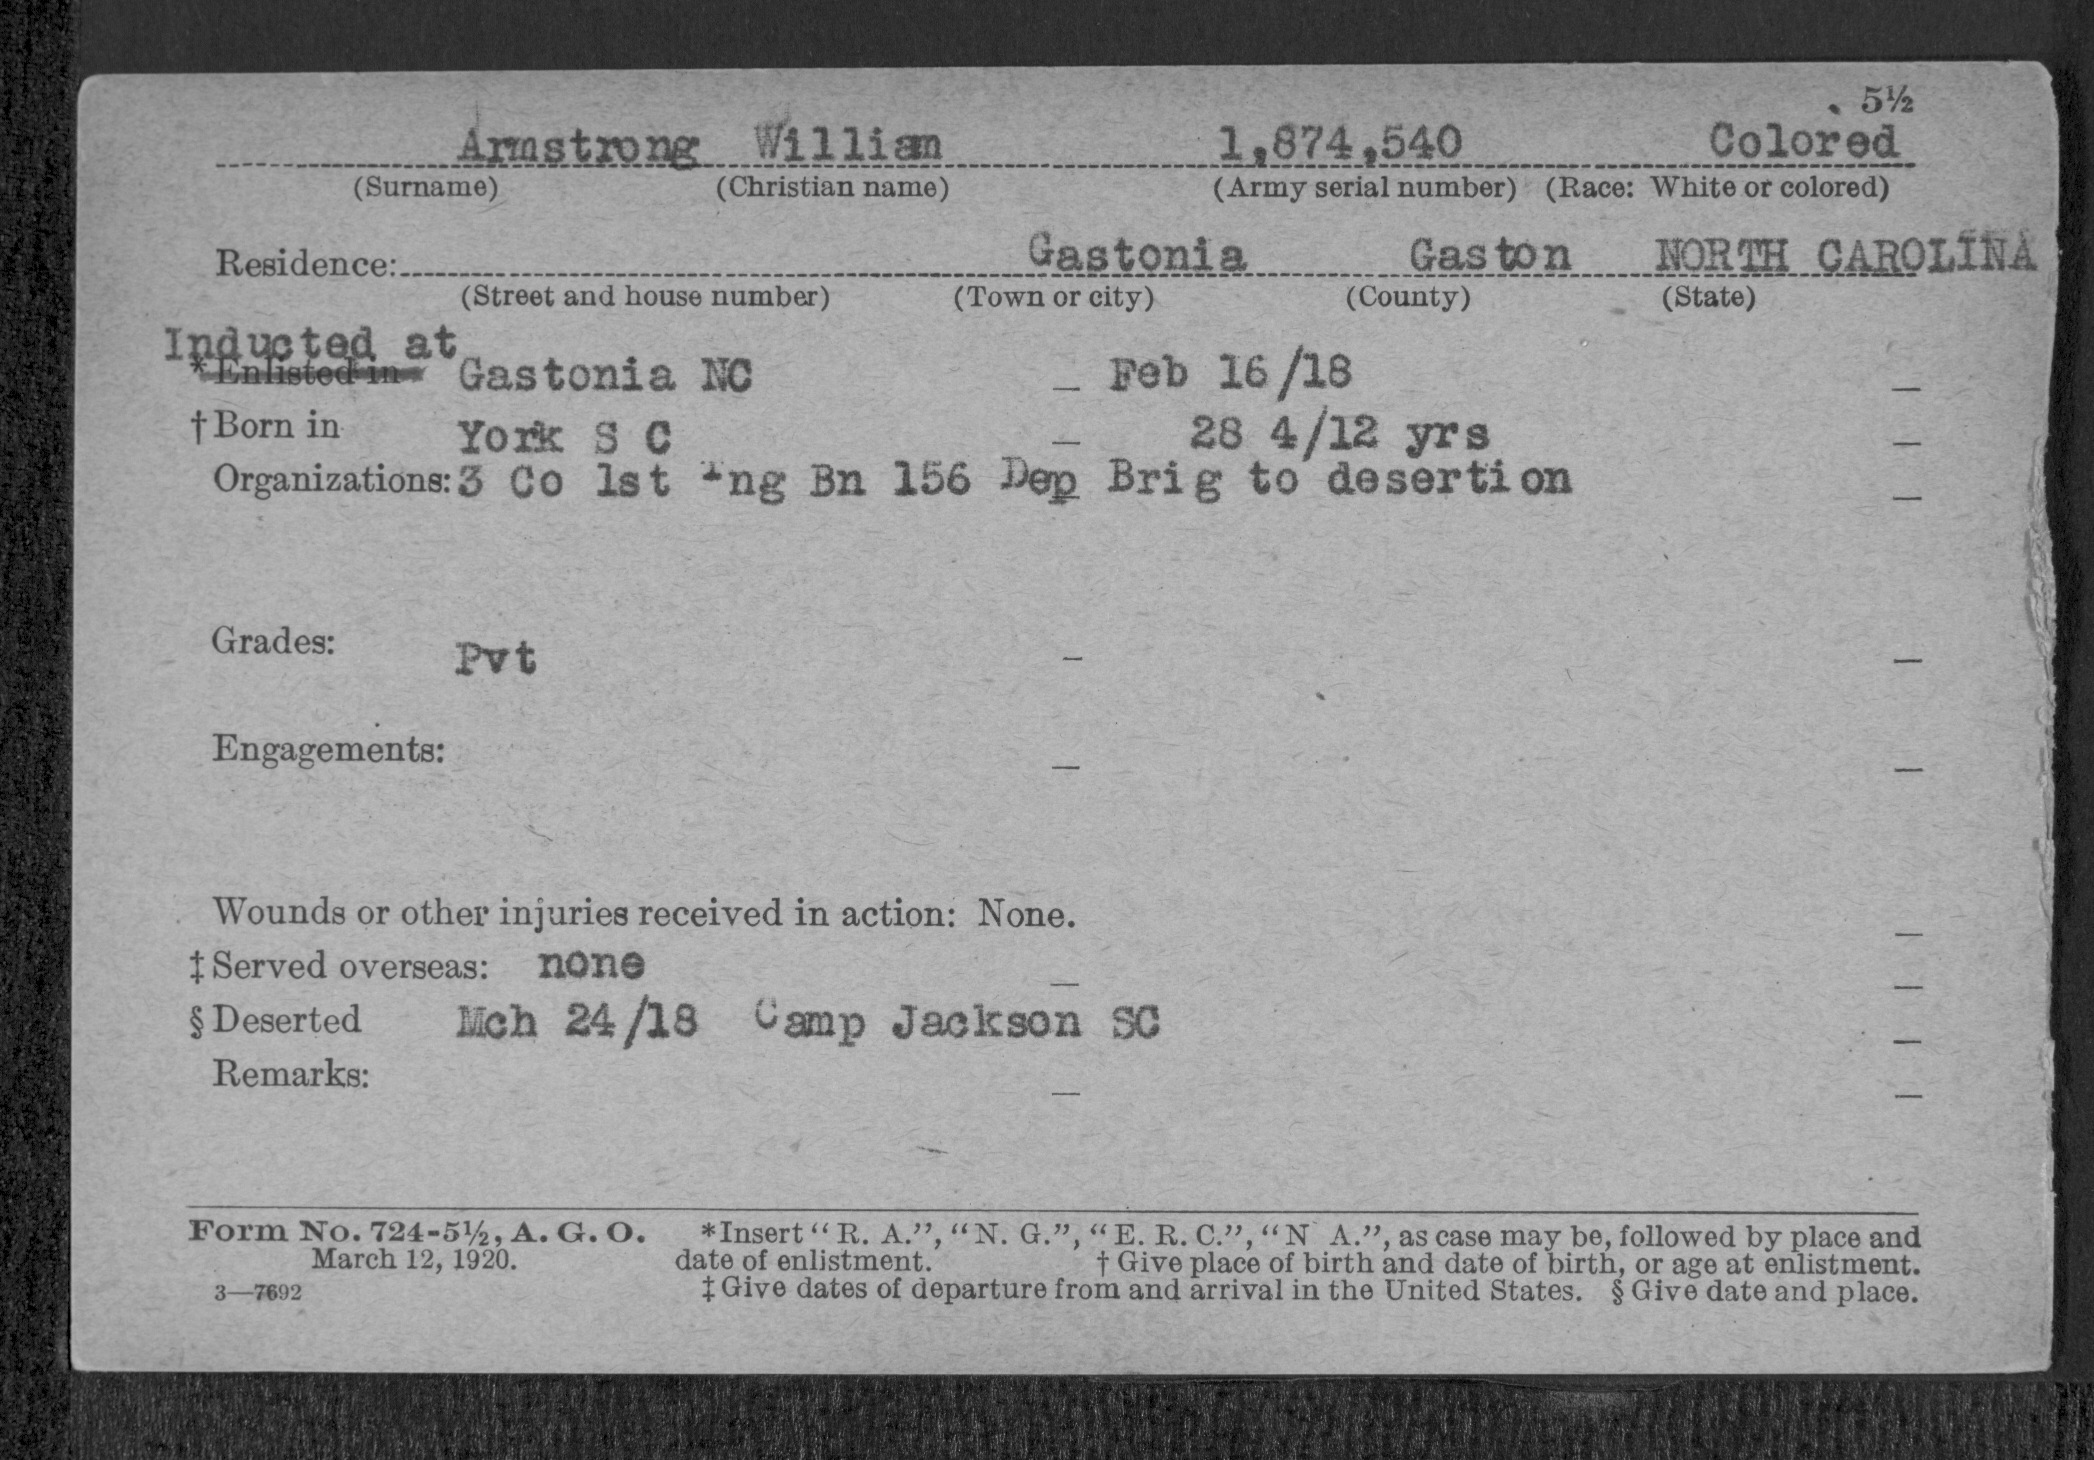 5½
Armstrong William 1,874,540 Colored
(Surname) (Christian name) (Army serial number) (Race: White or colored)
Residence: Gastonia Gaston NORTH CAROLINA
(Street and house number) (Town or city) (County) (State)
Inducted at
*Enlisted in Gastonia NC — Feb 16/18 —
†Born in York S C — 28 4/12 yrs —
Organizations: 3 Co 1st Tng Bn 156 Dep Brig to desertion —
Grades: Pvt — —
Engagements: — —
Wounds or other injuries received in action: None. —
‡Served overseas: none — —
§Deserted Mch 24/18 Camp Jackson SC —
Remarks: — —
Form No. 724-5½, A. G. O. *Insert “R. A.”, “N. G.”, “E. R. C.”, “N A.”, as case may be, followed by place and
March 12, 1920. date of enlistment. †Give place of birth and date of birth, or age at enlistment.
3—7692 ‡Give dates of departure from and arrival in the United States. §Give date and place.